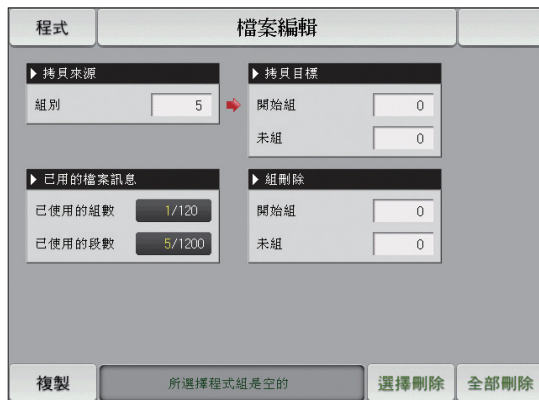 程式
檔案編輯
拷貝來源
組別 5
拷貝目標
開始組 0
未組 0
已用的檔案訊息
已使用的組數 1/120
已使用的段數 5/1200
組刪除
開始組 0
未組 0
複製
所選擇程式組是空的
選擇刪除
全部刪除